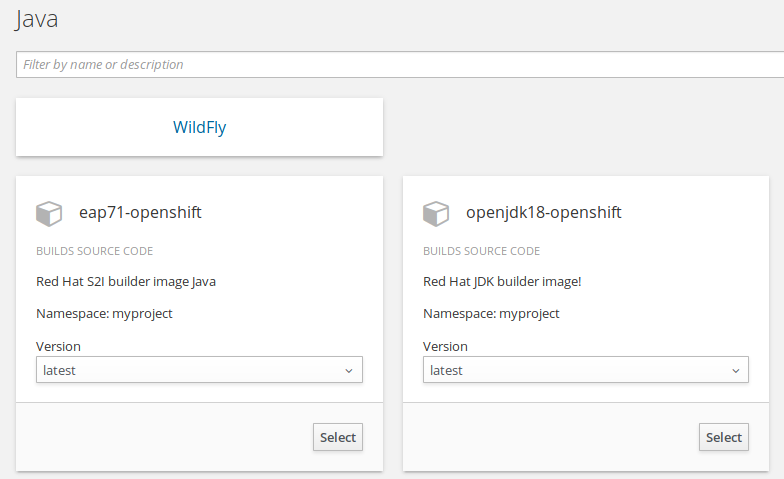 Java
Filter by name or description
WildFly
eap71-openshift
BUILDS SOURCE CODE
Red Hat S2I builder image Java
Namespace: myproject
Version
latest
Select
openjdk18-openshift
BUILDS SOURCE CODE
Red Hat JDK builder image!
Namespace: myproject
Version
latest
Select